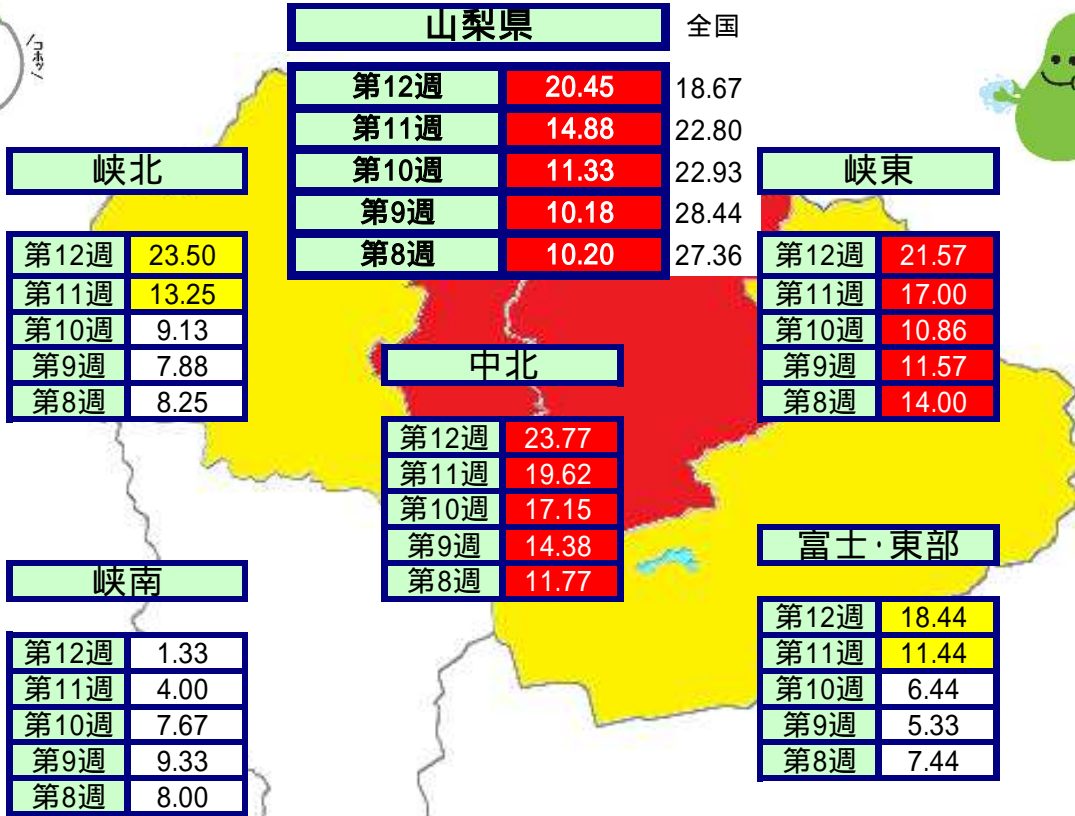 山梨県 全国
第12週 20.45 18.67
第11週 14.88 22.80
第10週 11.33 22.93
第9週 10.18 28.44
第8週 10.20 27.36
コホッ
峡北
第12週 23.50
第11週 13.25
第10週 9.13
第9週 7.88
第8週 8.25
中北
第12週 23.77
第11週 19.62
第10週 17.15
第9週 14.38
第8週 11.77
峡東
第12週 21.57
第11週 17.00
第10週 10.86
第9週 11.57
第8週 14.00
峡南
第12週 1.33
第11週 4.00
第10週 7.67
第9週 9.33
第8週 8.00
富士・東部
第12週 18.44
第11週 11.44
第10週 6.44
第9週 5.33
第8週 7.44